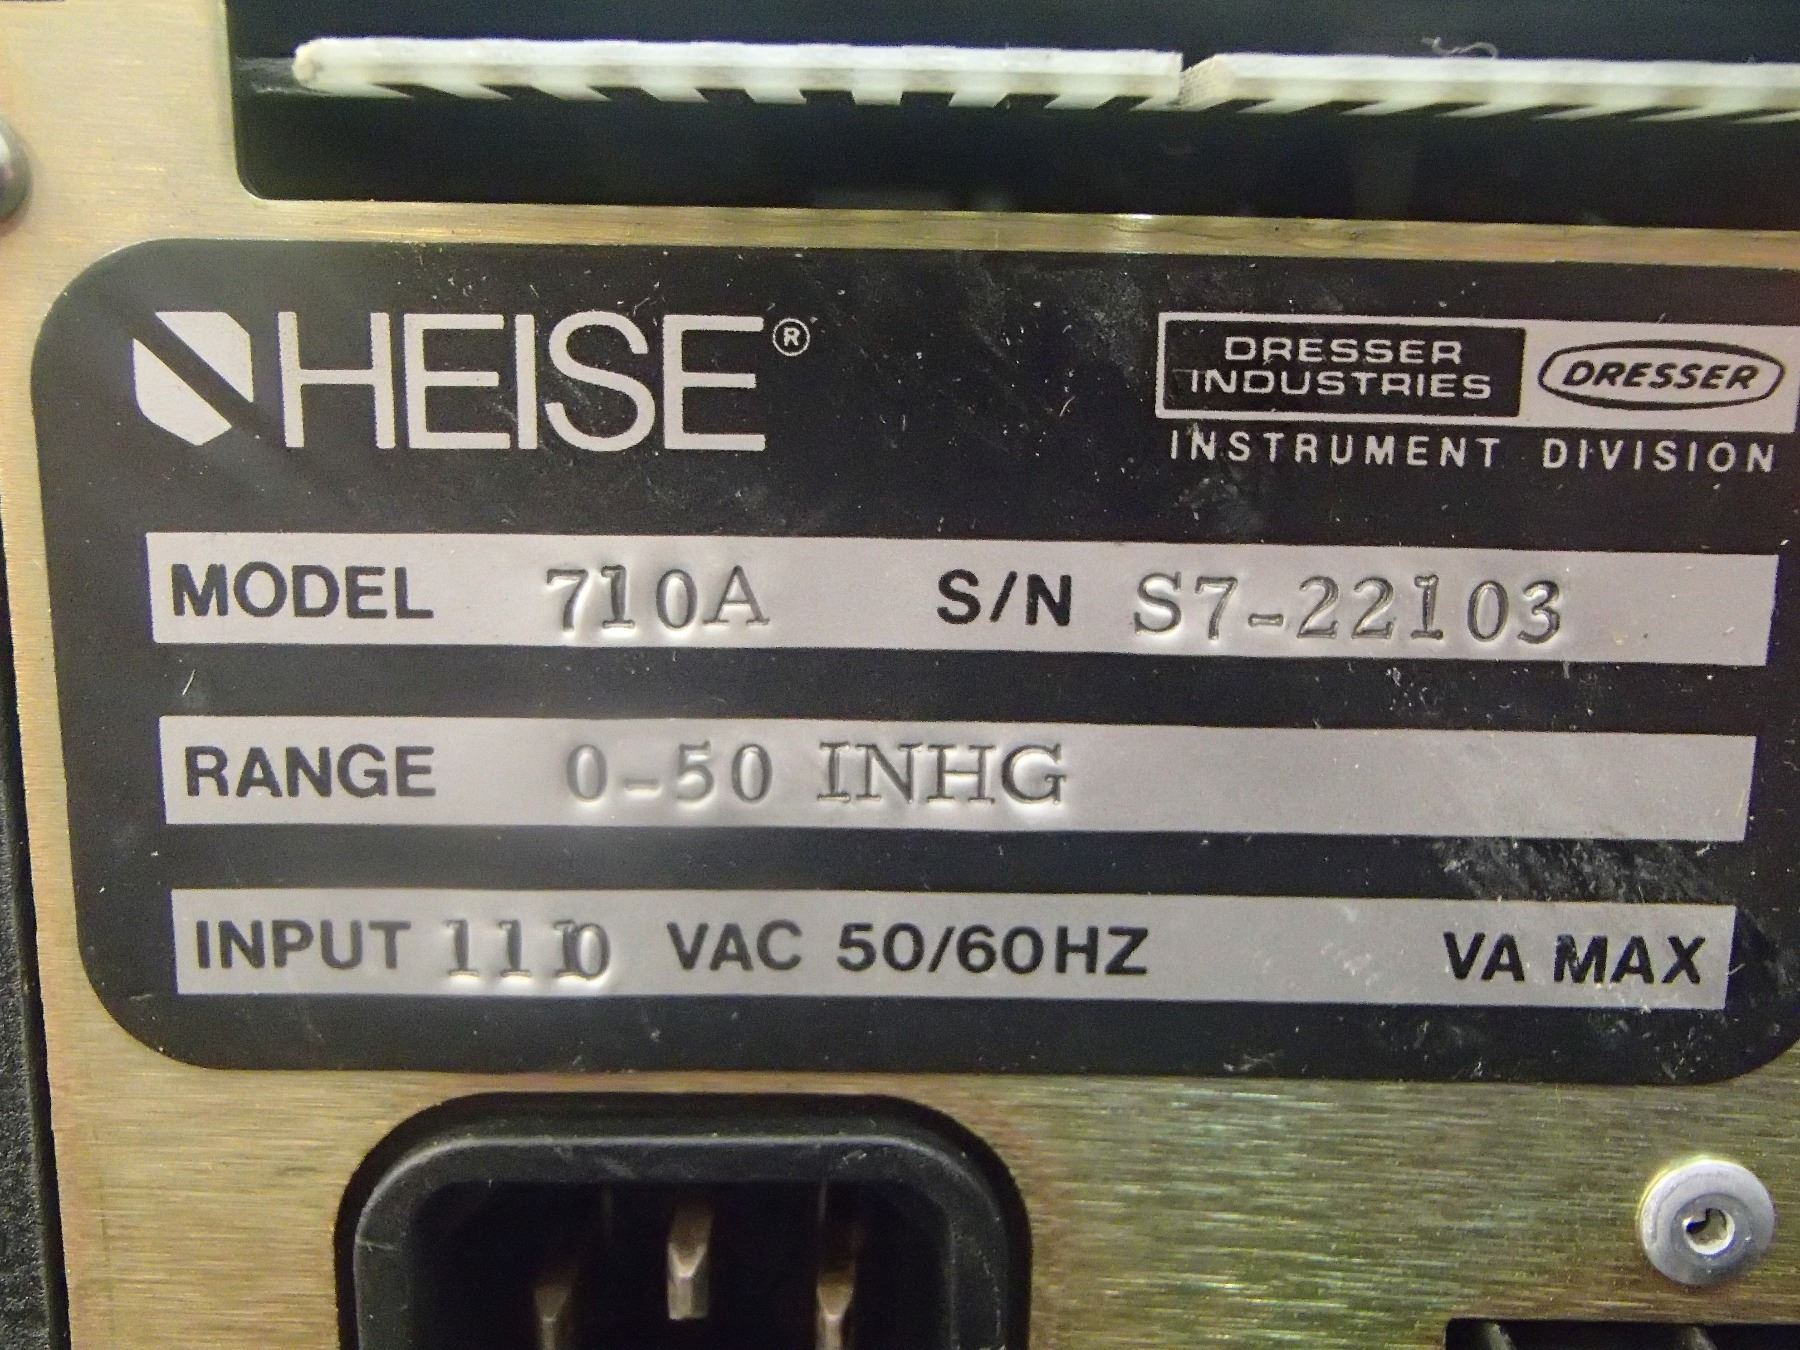 HEISE®
DRESSER INDUSTRIES DRESSER
INSTRUMENT DIVISION
MODEL 710A S/N S7-22103
RANGE 0-50 INHG
INPUT 110 VAC 50/60HZ VA MAX